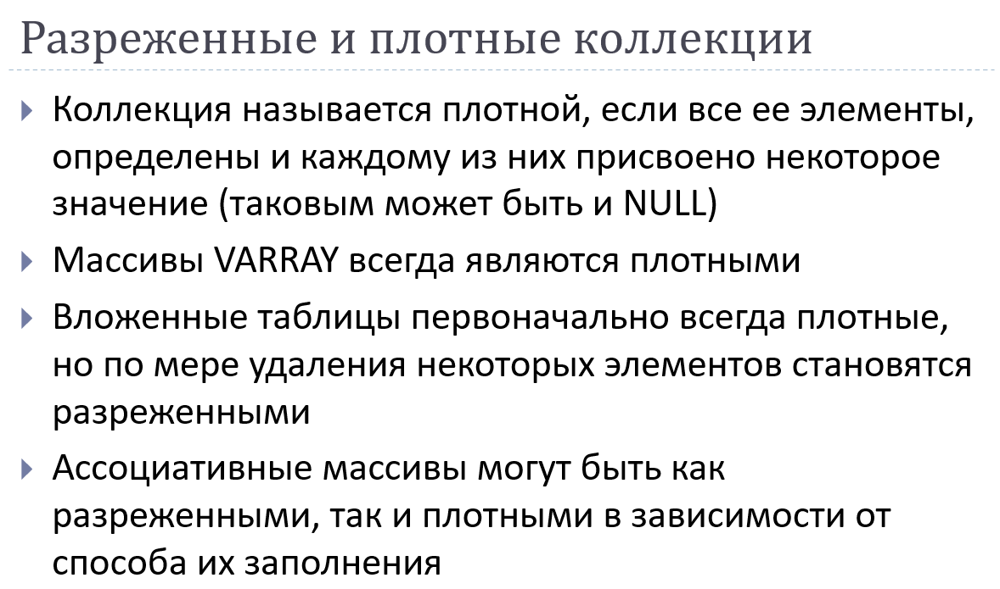 Разреженные и плотные коллекции
Коллекция называется плотной, если все ее элементы,
определены и каждому из них присвоено некоторое
значение (таковым может быть и NULL)
Массивы VARRAY всегда являются плотными
Вложенные таблицы первоначально всегда плотные,
но по мере удаления некоторых элементов становятся
разреженными
Ассоциативные массивы могут быть как
разреженными, так и плотными в зависимости от
способа их заполнения